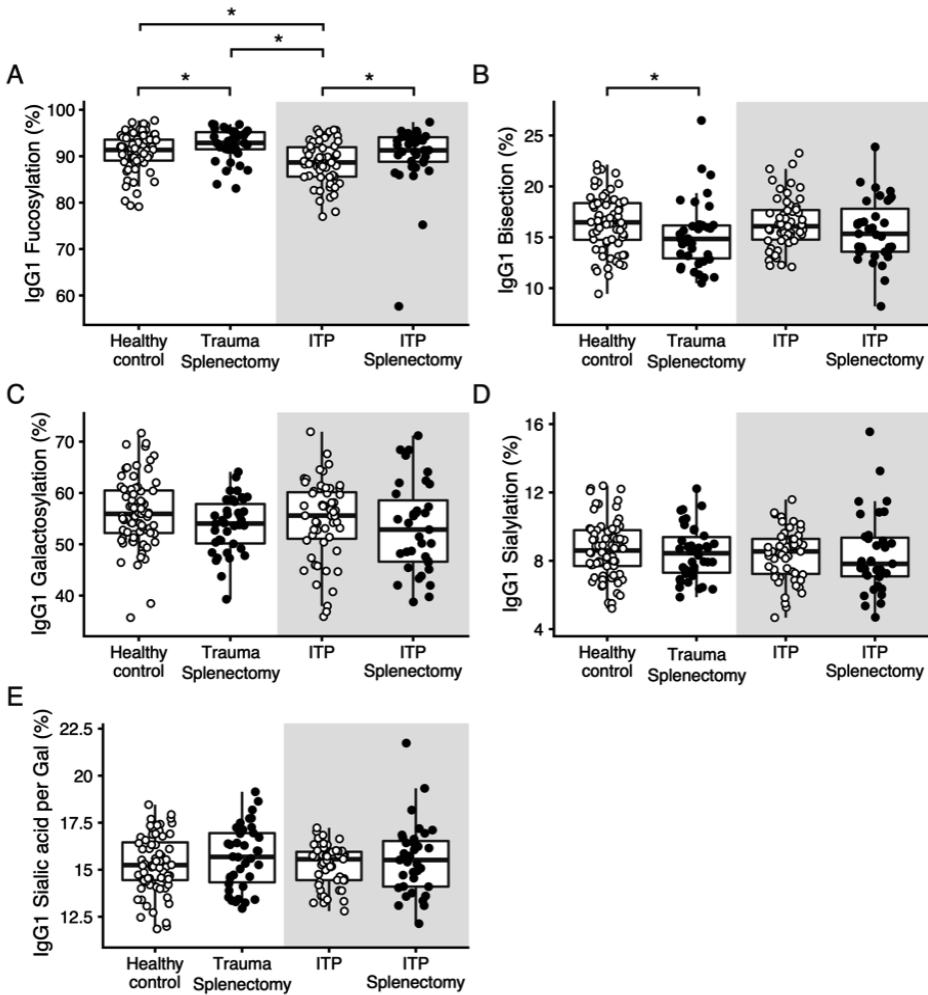 *
*
A
*
*
IgG1 Fucosylation (%)
100
90
80
70
60
Healthy control
Trauma Splenectomy
ITP
ITP Splenectomy
B
*
IgG1 Bisection (%)
25
20
15
10
Healthy control
Trauma Splenectomy
ITP
ITP Splenectomy
C
IgG1 Galactosylation (%)
70
60
50
40
Healthy control
Trauma Splenectomy
ITP
ITP Splenectomy
D
IgG1 Sialylation (%)
16
12
8
4
Healthy control
Trauma Splenectomy
ITP
ITP Splenectomy
E
IgG1 Sialic acid per Gal (%)
22.5
20.0
17.5
15.0
12.5
Healthy control
Trauma Splenectomy
ITP
ITP Splenectomy